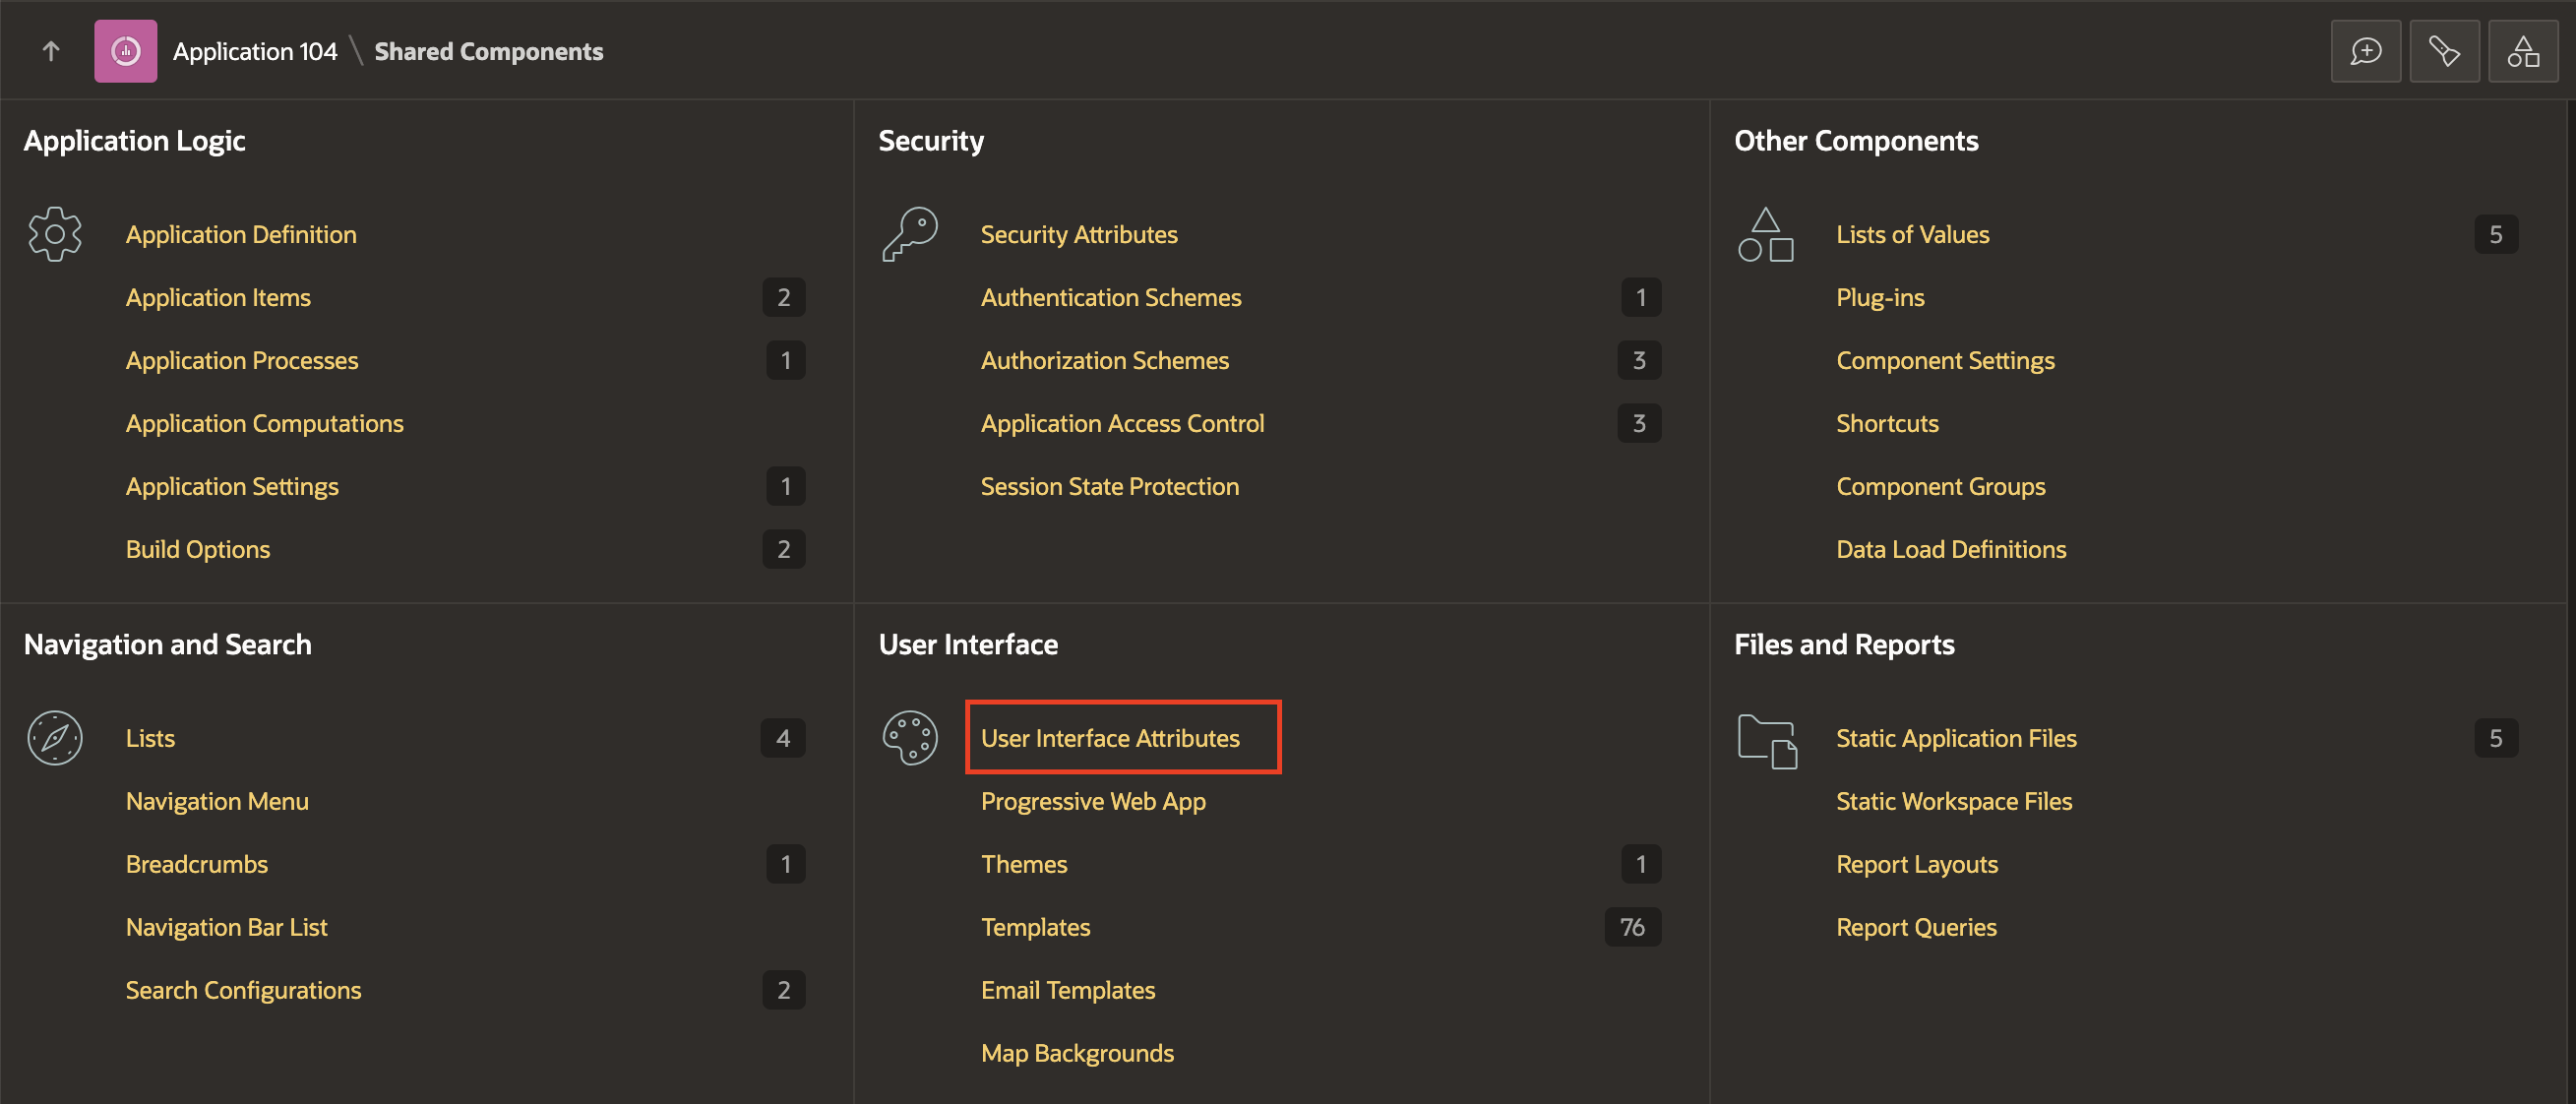 Application 104 \ Shared Components
Application Logic
Application Definition
Application Items 2
Application Processes 1
Application Computations
Application Settings 1
Build Options 2
Security
Security Attributes
Authentication Schemes 1
Authorization Schemes 3
Application Access Control 3
Session State Protection
Other Components
Lists of Values 5
Plug-ins
Component Settings
Shortcuts
Component Groups
Data Load Definitions
Navigation and Search
Lists 4
Navigation Menu
Breadcrumbs 1
Navigation Bar List
Search Configurations 2
User Interface
User Interface Attributes
Progressive Web App
Themes 1
Templates 76
Email Templates
Map Backgrounds
Files and Reports
Static Application Files 5
Static Workspace Files
Report Layouts
Report Queries